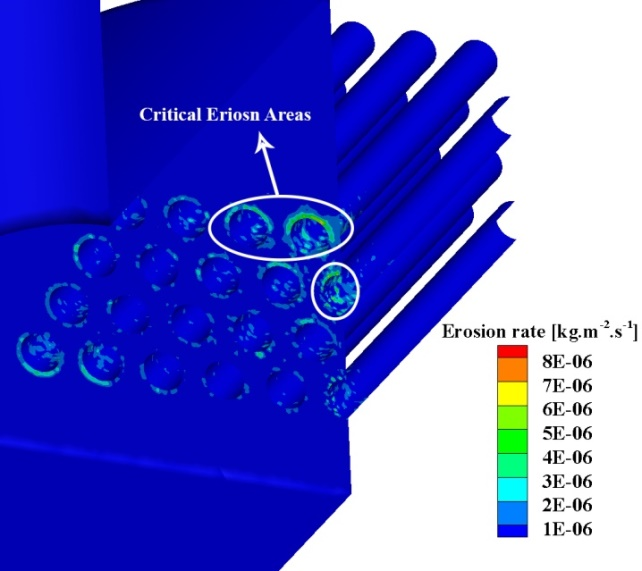 Critical Eriosn Areas
Erosion rate [kg.m⁻².s⁻¹]
8E-06
7E-06
6E-06
5E-06
4E-06
3E-06
2E-06
1E-06